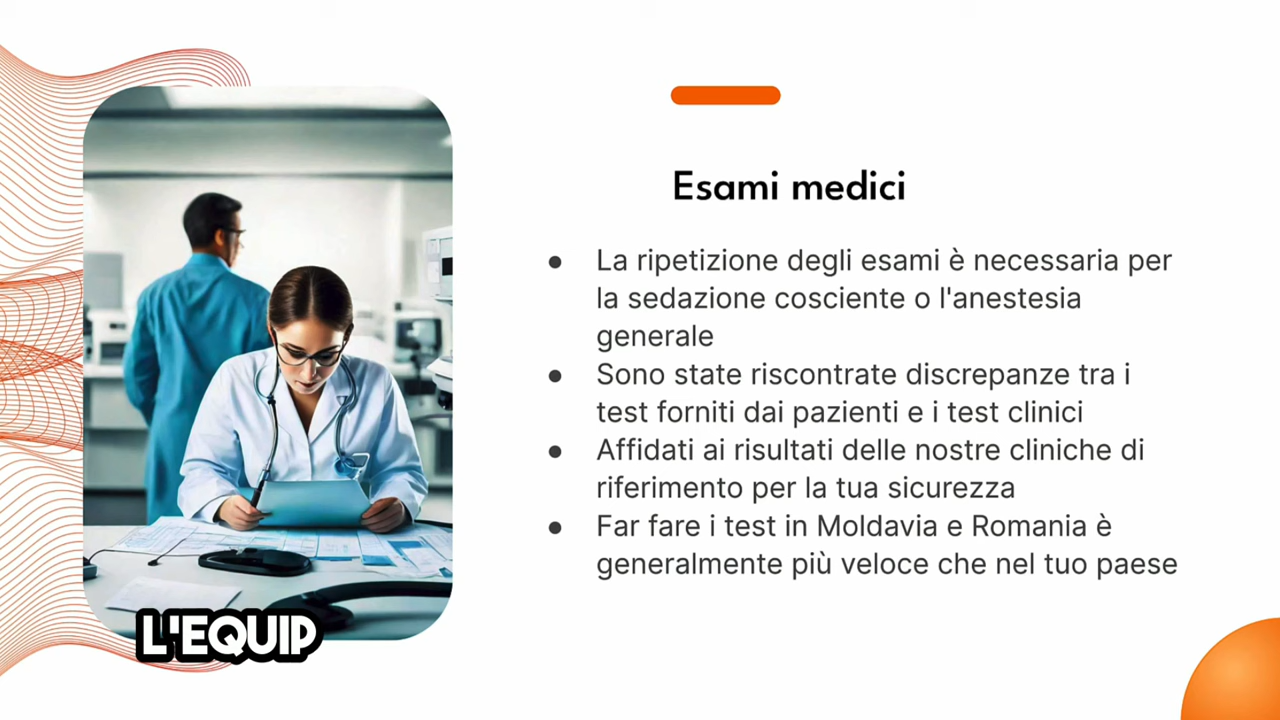 Esami medici
● La ripetizione degli esami è necessaria per
la sedazione cosciente o l'anestesia
generale
● Sono state riscontrate discrepanze tra i
test forniti dai pazienti e i test clinici
● Affidati ai risultati delle nostre cliniche di
riferimento per la tua sicurezza
● Far fare i test in Moldavia e Romania è
generalmente più veloce che nel tuo paese
L'EQUIP